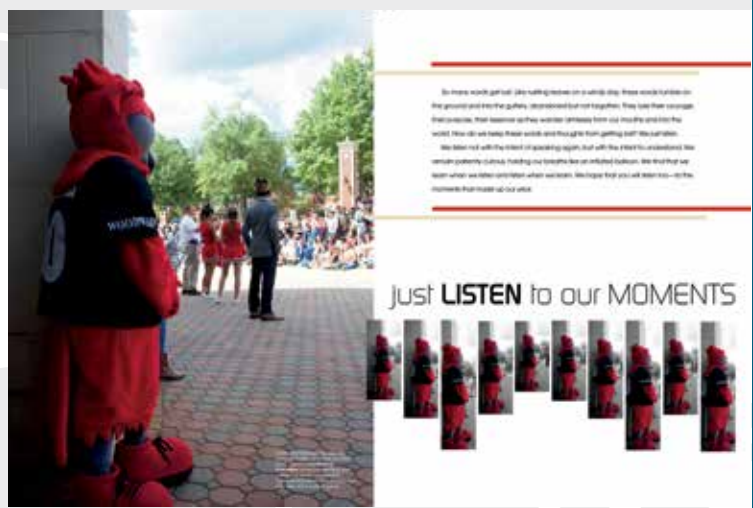 So many words get lost. Like rustling leaves on a windy day, these words tumble on
the ground and into the gutters, abandoned but not forgotten. They lose their courage,
their purpose, their essence as they wander aimlessly from our mouths and into the
world. How do we keep these words and thoughts from getting lost? We just listen.
We listen not with the intent of speaking again, but with the intent to understand. We
remain patiently curious, holding our breaths like an inflated balloon. We find that we
learn when we listen and listen when we learn. We hope that you will listen too—to the
moments that made up our year.
just LISTEN to our MOMENTS